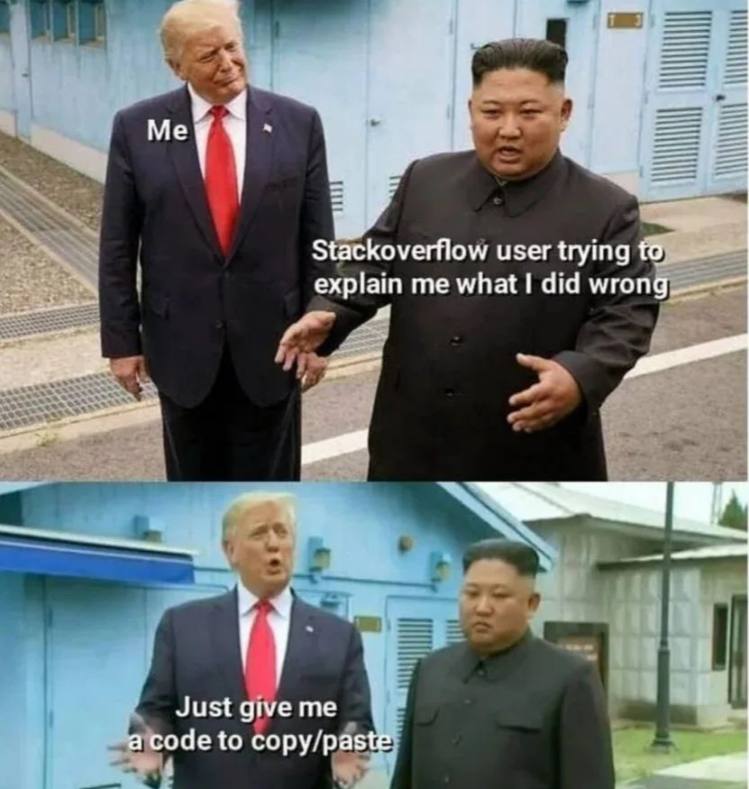 Me
Stackoverflow user trying to
explain me what I did wrong
Just give me
a code to copy/paste